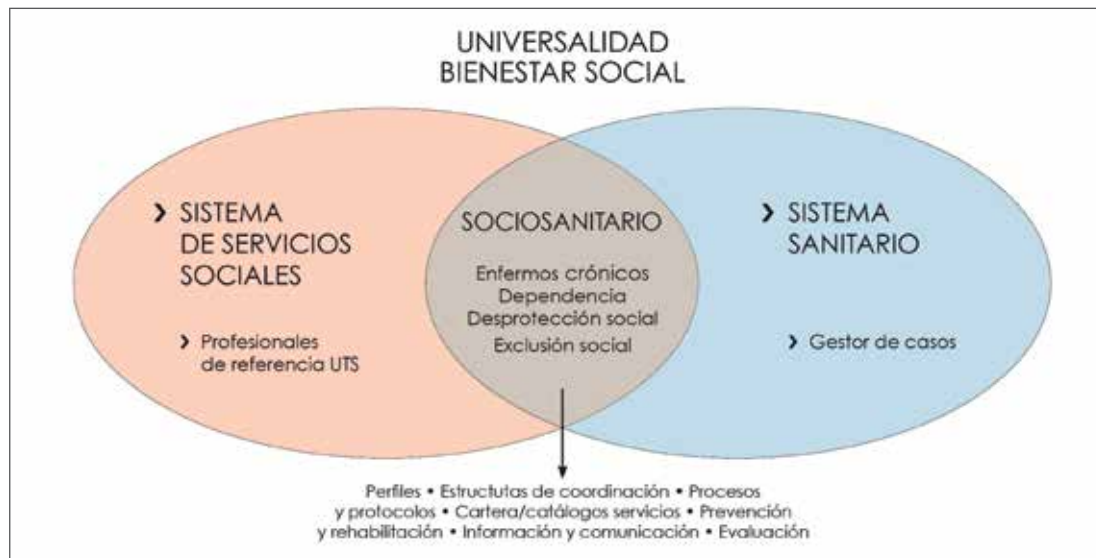 UNIVERSALIDAD
BIENESTAR SOCIAL
› SISTEMA
DE SERVICIOS
SOCIALES
› Profesionales
de referencia UTS
SOCIOSANITARIO
Enfermos crónicos
Dependencia
Desprotección social
Exclusión social
› SISTEMA
SANITARIO
› Gestor de casos
Perfiles • Estructutas de coordinación • Procesos
y protocolos • Cartera/catálogos servicios • Prevención
y rehabilitación • Información y comunicación • Evaluación